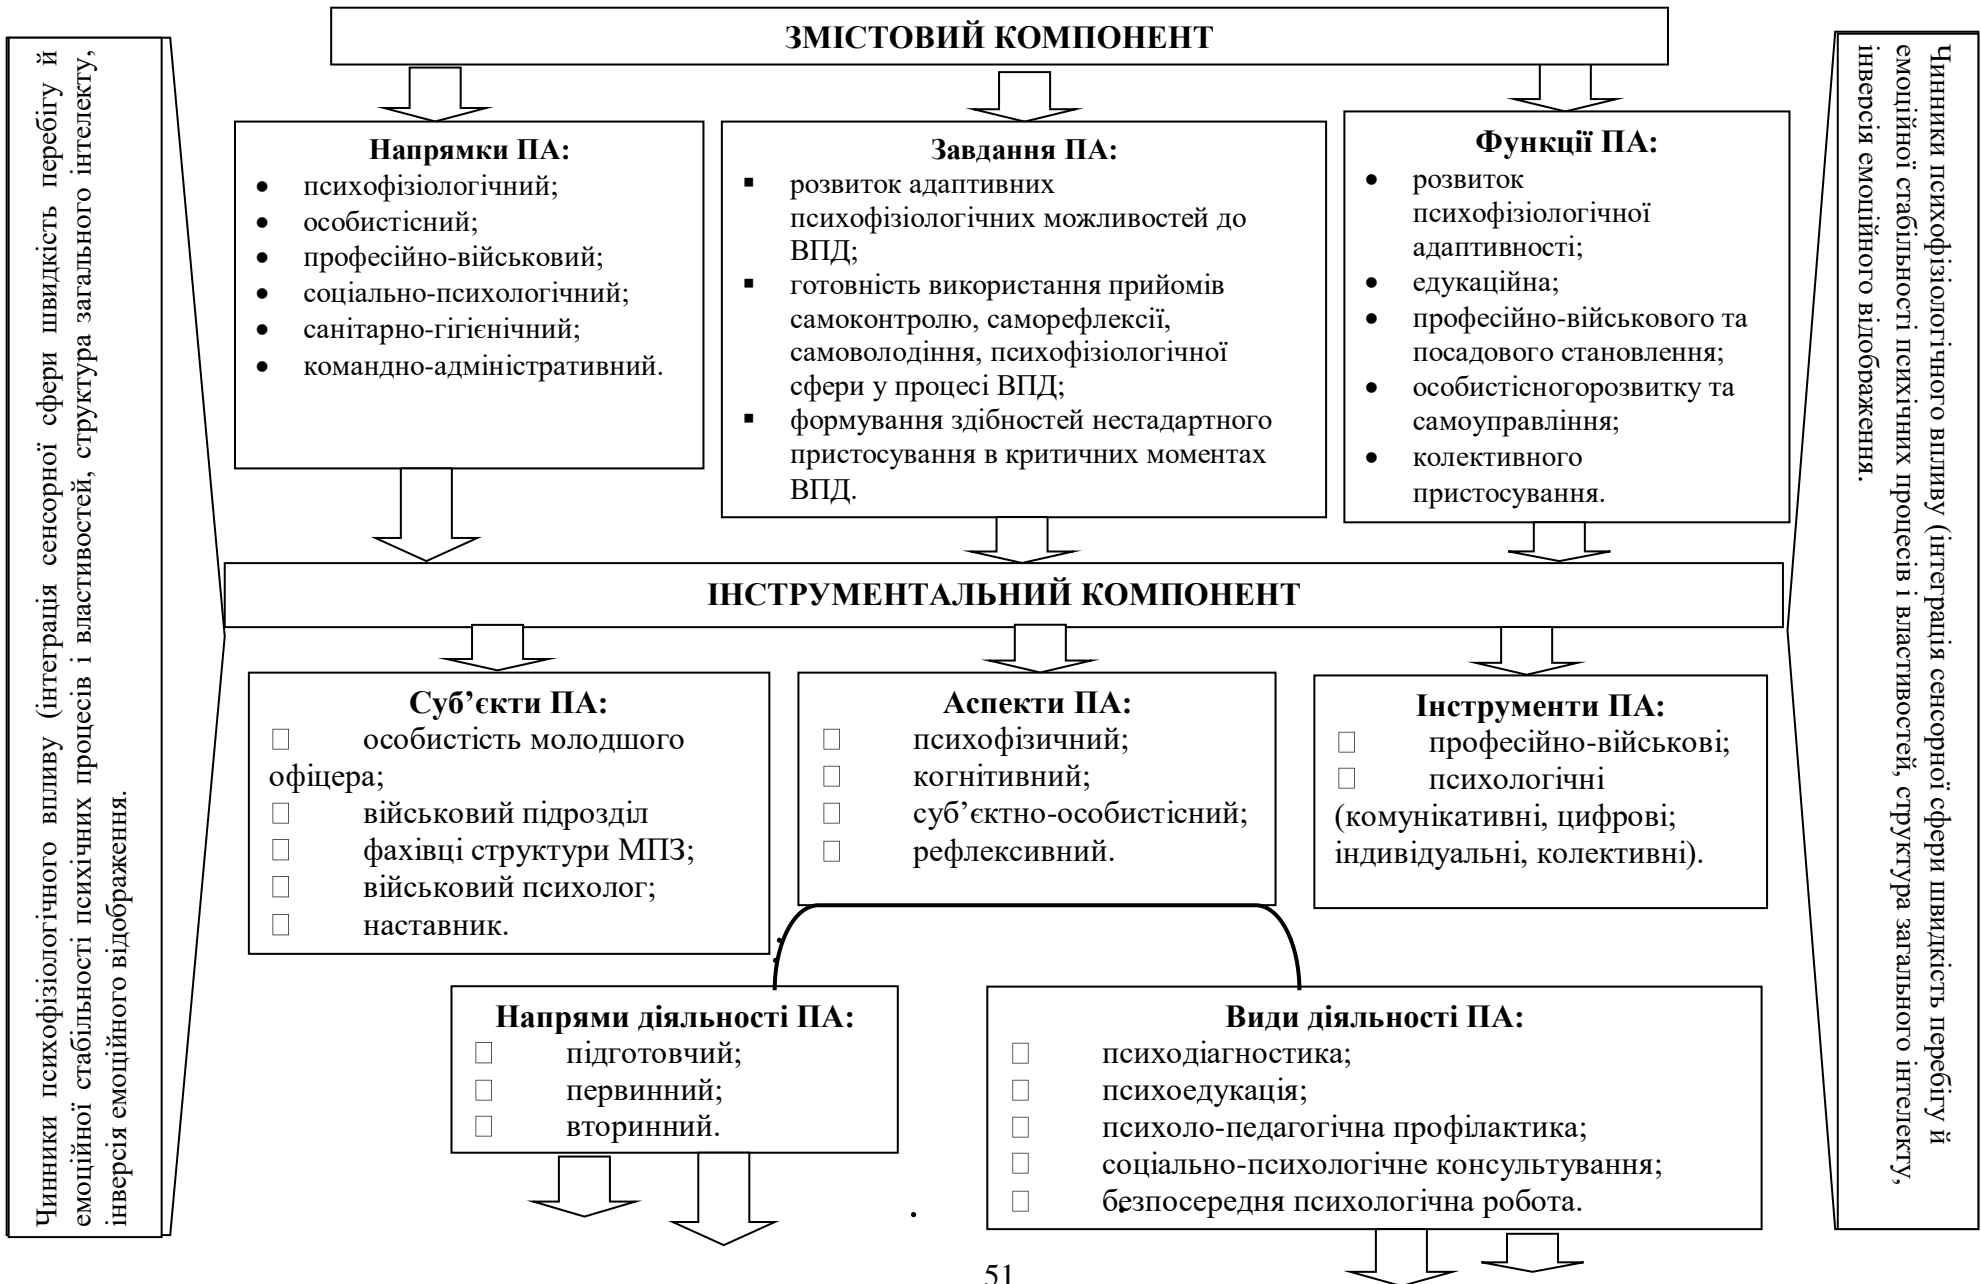 ЗМІСТОВИЙ КОМПОНЕНТ
Чинники психофізіологічного впливу (інтеграція сенсорної сфери швидкість перебігу й
емоційної стабільності психічних процесів і властивостей, структура загального інтелекту,
інверсія емоційного відображення.
Напрямки ПА:
• психофізіологічний;
• особистісний;
• професійно-військовий;
• соціально-психологічний;
• санітарно-гігієнічний;
• командно-адміністративний.
Завдання ПА:
▪ розвиток адаптивних
психофізіологічних можливостей до
ВПД;
▪ готовність використання прийомів
самоконтролю, саморефлексії,
самоволодіння, психофізіологічної
сфери у процесі ВПД;
▪ формування здібностей нестадартного
пристосування в критичних моментах
ВПД.
Функції ПА:
• розвиток
психофізіологічної
адаптивності;
• едукаційна;
• професійно-військового та
посадового становлення;
• особистісногорозвитку та
самоуправління;
• колективного
пристосування.
Чинники психофізіологічного впливу (інтеграція сенсорної сфери швидкість перебігу й
емоційної стабільності психічних процесів і властивостей, структура загального інтелекту,
інверсія емоційного відображення.
ІНСТРУМЕНТАЛЬНИЙ КОМПОНЕНТ
Суб’єкти ПА:
особистість молодшого
офіцера;
військовий підрозділ
фахівці структури МПЗ;
військовий психолог;
наставник.
Аспекти ПА:
психофізичний;
когнітивний;
суб’єктно-особистісний;
рефлексивний.
Інструменти ПА:
професійно-військові;
психологічні
(комунікативні, цифрові;
індивідуальні, колективні).
Напрями діяльності ПА:
підготовчий;
первинний;
вторинний.
Види діяльності ПА:
психодіагностика;
психоедукація;
психоло-педагогічна профілактика;
соціально-психологічне консультування;
безпосередня психологічна робота.
51